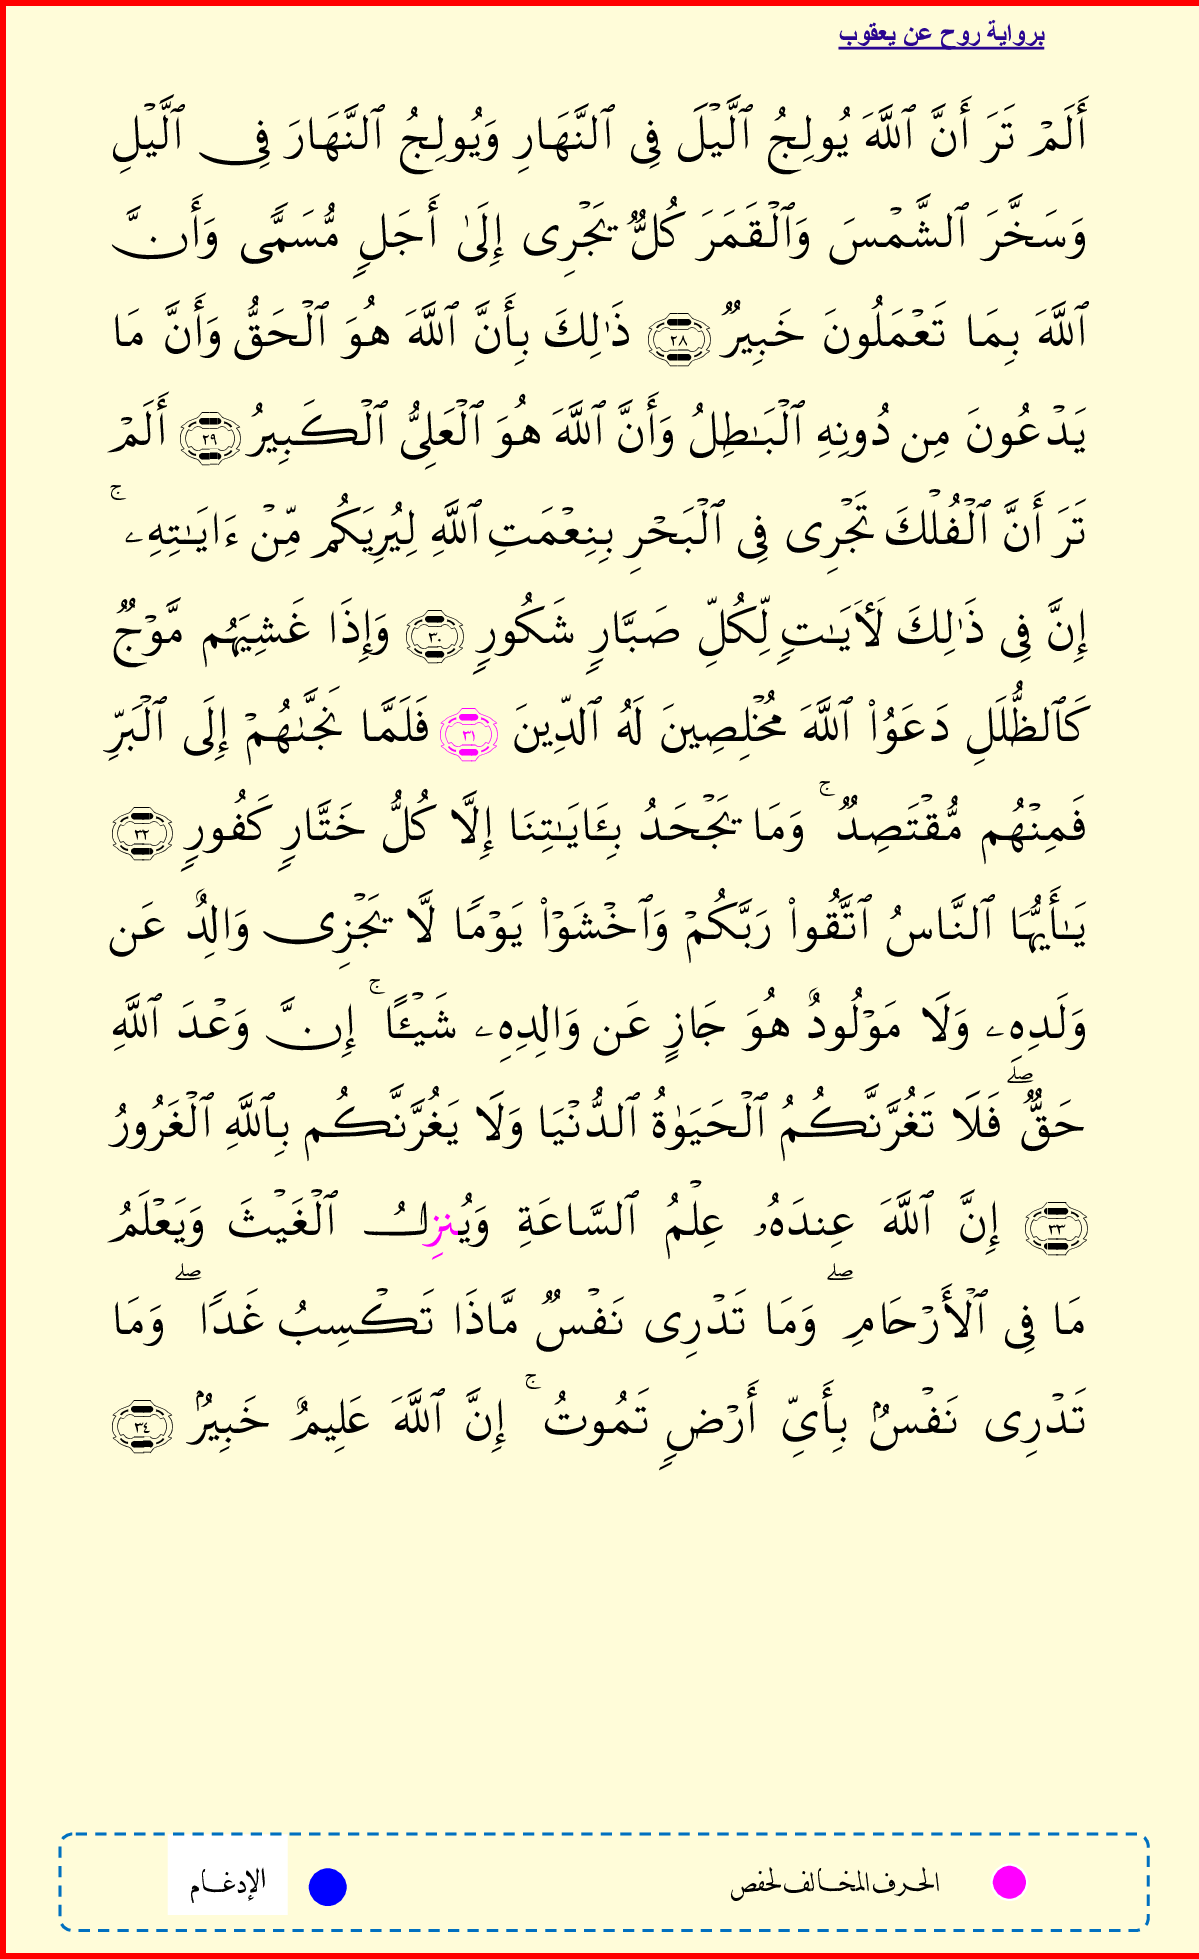 برواية روح عن يعقوب
أَلَمۡ تَرَ أَنَّ ٱللَّهَ يُولِجُ ٱلَّيۡلَ فِى ٱلنَّهَارِ وَيُولِجُ ٱلنَّهَارَ فِى ٱلَّيۡلِ
وَسَخَّرَ ٱلشَّمۡسَ وَٱلۡقَمَرَ كُلٌّ يَجۡرِى إِلَىٰ أَجَلٍ مُّسَمًّى وَأَنَّ
ٱللَّهَ بِمَا تَعۡمَلُونَ خَبِيرٌ ٢٨ ذَٰلِكَ بِأَنَّ ٱللَّهَ هُوَ ٱلۡحَقُّ وَأَنَّ مَا
يَدۡعُونَ مِن دُونِهِ ٱلۡبَـٰطِلُ وَأَنَّ ٱللَّهَ هُوَ ٱلۡعَلِىُّ ٱلۡكَبِيرُ ٢٩ أَلَمۡ
تَرَ أَنَّ ٱلۡفُلۡكَ تَجۡرِى فِى ٱلۡبَحۡرِ بِنِعۡمَتِ ٱللَّهِ لِيُرِيَكُم مِّنۡ ءَايَـٰتِهِۦۚ
إِنَّ فِى ذَٰلِكَ لَأٓيَـٰتٍ لِّكُلِّ صَبَّارٍ شَكُورٍ ٣٠ وَإِذَا غَشِيَهُم مَّوۡجٌ
كَٱلظُّلَلِ دَعَوُاْ ٱللَّهَ مُخۡلِصِينَ لَهُ ٱلدِّينَ ٣١ فَلَمَّا نَجَّىٰهُمۡ إِلَى ٱلۡبَرِّ
فَمِنۡهُم مُّقۡتَصِدٌۚ وَمَا يَجۡحَدُ بِـَٔايَـٰتِنَا إِلَّا كُلُّ خَتَّارٍ كَفُورٍ ٣٢
يَـٰأَيُّهَا ٱلنَّاسُ ٱتَّقُواْ رَبَّكُمۡ وَٱخۡشَوۡاْ يَوۡمًا لَّا يَجۡزِى وَالِدٌ عَن
وَلَدِهِۦ وَلَا مَوۡلُودٌ هُوَ جَازٍ عَن وَالِدِهِۦ شَيۡـًٔاۚ إِنَّ وَعۡدَ ٱللَّهِ
حَقٌّۖ فَلَا تَغُرَّنَّكُمُ ٱلۡحَيَوٰةُ ٱلدُّنۡيَا وَلَا يَغُرَّنَّكُم بِٱللَّهِ ٱلۡغَرُورُ
٣٣ إِنَّ ٱللَّهَ عِندَهُۥ عِلۡمُ ٱلسَّاعَةِ وَيُنزِلُ ٱلۡغَيۡثَ وَيَعۡلَمُ
مَا فِى ٱلۡأَرۡحَامِۖ وَمَا تَدۡرِى نَفۡسٌ مَّاذَا تَكۡسِبُ غَدًاۖ وَمَا
تَدۡرِى نَفۡسُۢ بِأَىِّ أَرۡضٍ تَمُوتُۚ إِنَّ ٱللَّهَ عَلِيمٌ خَبِيرُۢ ٣٤
الحرف المخالف لحفص
الإدغام